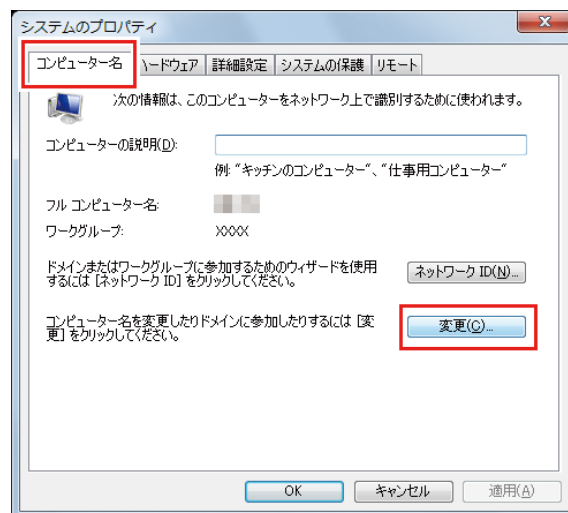 システムのプロパティ
コンピューター名 ハードウェア 詳細設定 システムの保護 リモート
次の情報は、このコンピューターをネットワーク上で識別するために使われます。
コンピューターの説明(D):
例: "キッチンのコンピューター"、"仕事用コンピューター"
フル コンピューター名:
ワークグループ: XXXXX
ドメインまたはワークグループに参加するためのウィザードを使用
するには [ネットワーク ID] をクリックしてください。
ネットワーク ID(N)...
コンピューター名を変更したりドメインに参加したりするには [変
更] をクリックしてください。
変更(C)...
OK キャンセル 適用(A)